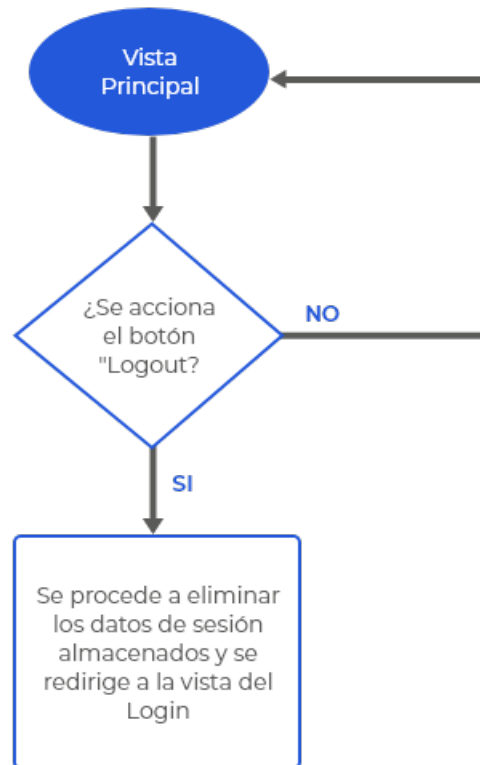 Vista
Principal
¿Se acciona
el botón
"Logout?
NO
SI
Se procede a eliminar
los datos de sesión
almacenados y se
redirige a la vista del
Login